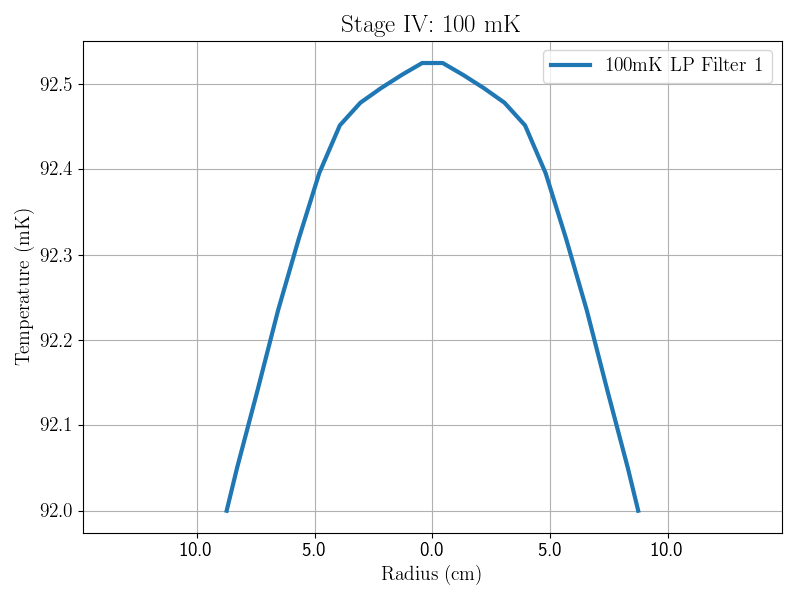 Stage IV: 100 mK
100mK LP Filter 1
Temperature (mK)
92.5
92.4
92.3
92.2
92.1
92.0
10.0 5.0 0.0 5.0 10.0
Radius (cm)